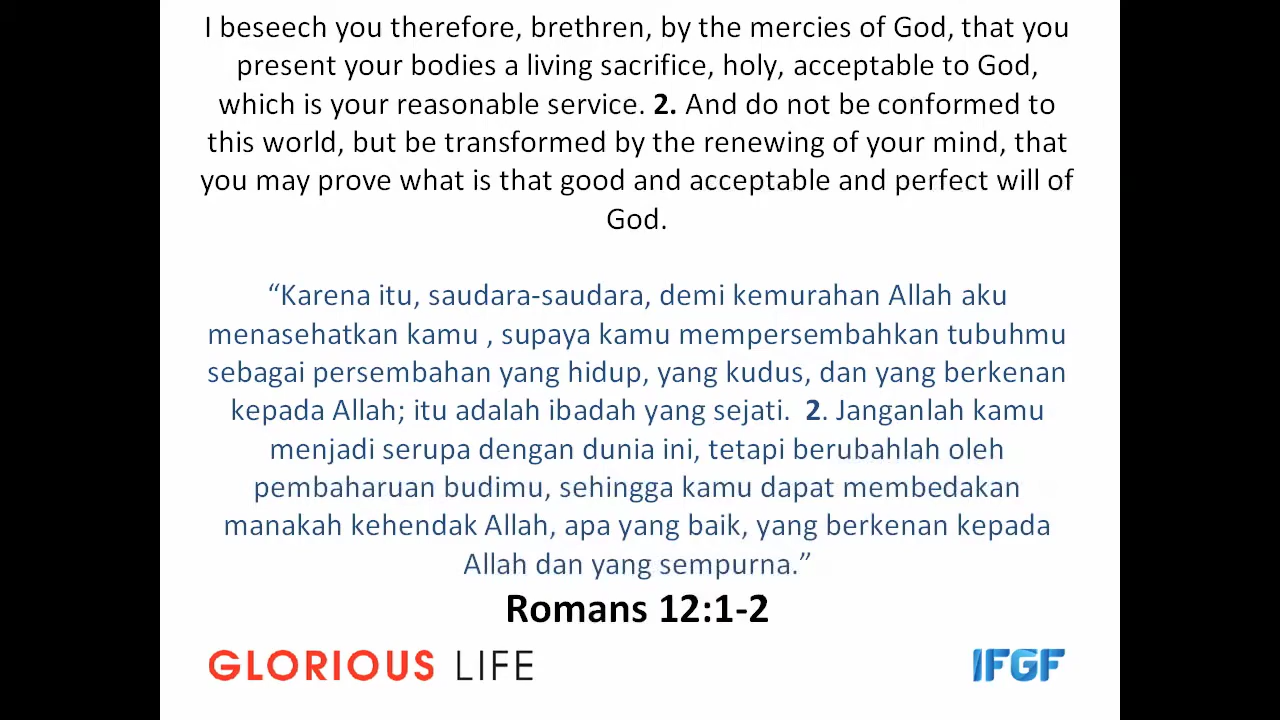 I beseech you therefore, brethren, by the mercies of God, that you
present your bodies a living sacrifice, holy, acceptable to God,
which is your reasonable service. 2. And do not be conformed to
this world, but be transformed by the renewing of your mind, that
you may prove what is that good and acceptable and perfect will of
God.
“Karena itu, saudara-saudara, demi kemurahan Allah aku
menasehatkan kamu , supaya kamu mempersembahkan tubuhmu
sebagai persembahan yang hidup, yang kudus, dan yang berkenan
kepada Allah; itu adalah ibadah yang sejati.  2. Janganlah kamu
menjadi serupa dengan dunia ini, tetapi berubahlah oleh
pembaharuan budimu, sehingga kamu dapat membedakan
manakah kehendak Allah, apa yang baik, yang berkenan kepada
Allah dan yang sempurna.”
Romans 12:1-2
GLORIOUS LIFE
IFGF